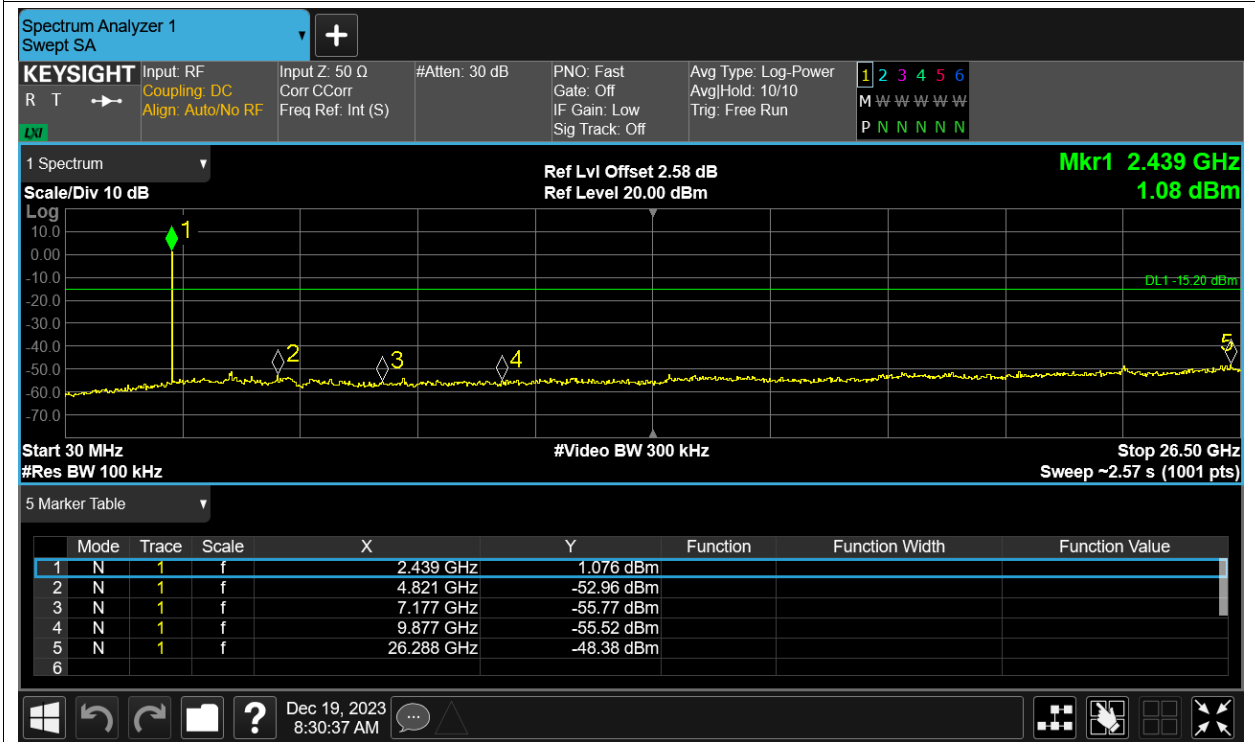 Spectrum Analyzer 1
Swept SA
KEYSIGHT
R T
LXI
Input: RF
Coupling: DC
Align: Auto/No RF
Input Z: 50 Ω
Corr CCorr
Freq Ref: Int (S)
#Atten: 30 dB
PNO: Fast
Gate: Off
IF Gain: Low
Sig Track: Off
Avg Type: Log-Power
Avg|Hold: 10/10
Trig: Free Run
1 2 3 4 5 6
M W W W W W
P N N N N N
1 Spectrum
Scale/Div 10 dB
Ref Lvl Offset 2.58 dB
Ref Level 20.00 dBm
Mkr1 2.439 GHz
1.08 dBm
Log
10.0
0.00
-10.0
-20.0
-30.0
-40.0
-50.0
-60.0
-70.0
1
DL1 -15.20 dBm
2
3
4
5
Start 30 MHz
#Res BW 100 kHz
#Video BW 300 kHz
Stop 26.50 GHz
Sweep ~2.57 s (1001 pts)
5 Marker Table
Mode Trace Scale X Y Function Function Width Function Value
1 N 1 f 2.439 GHz 1.076 dBm
2 N 1 f 4.821 GHz -52.96 dBm
3 N 1 f 7.177 GHz -55.77 dBm
4 N 1 f 9.877 GHz -55.52 dBm
5 N 1 f 26.288 GHz -48.38 dBm
6
?
Dec 19, 2023
8:30:37 AM